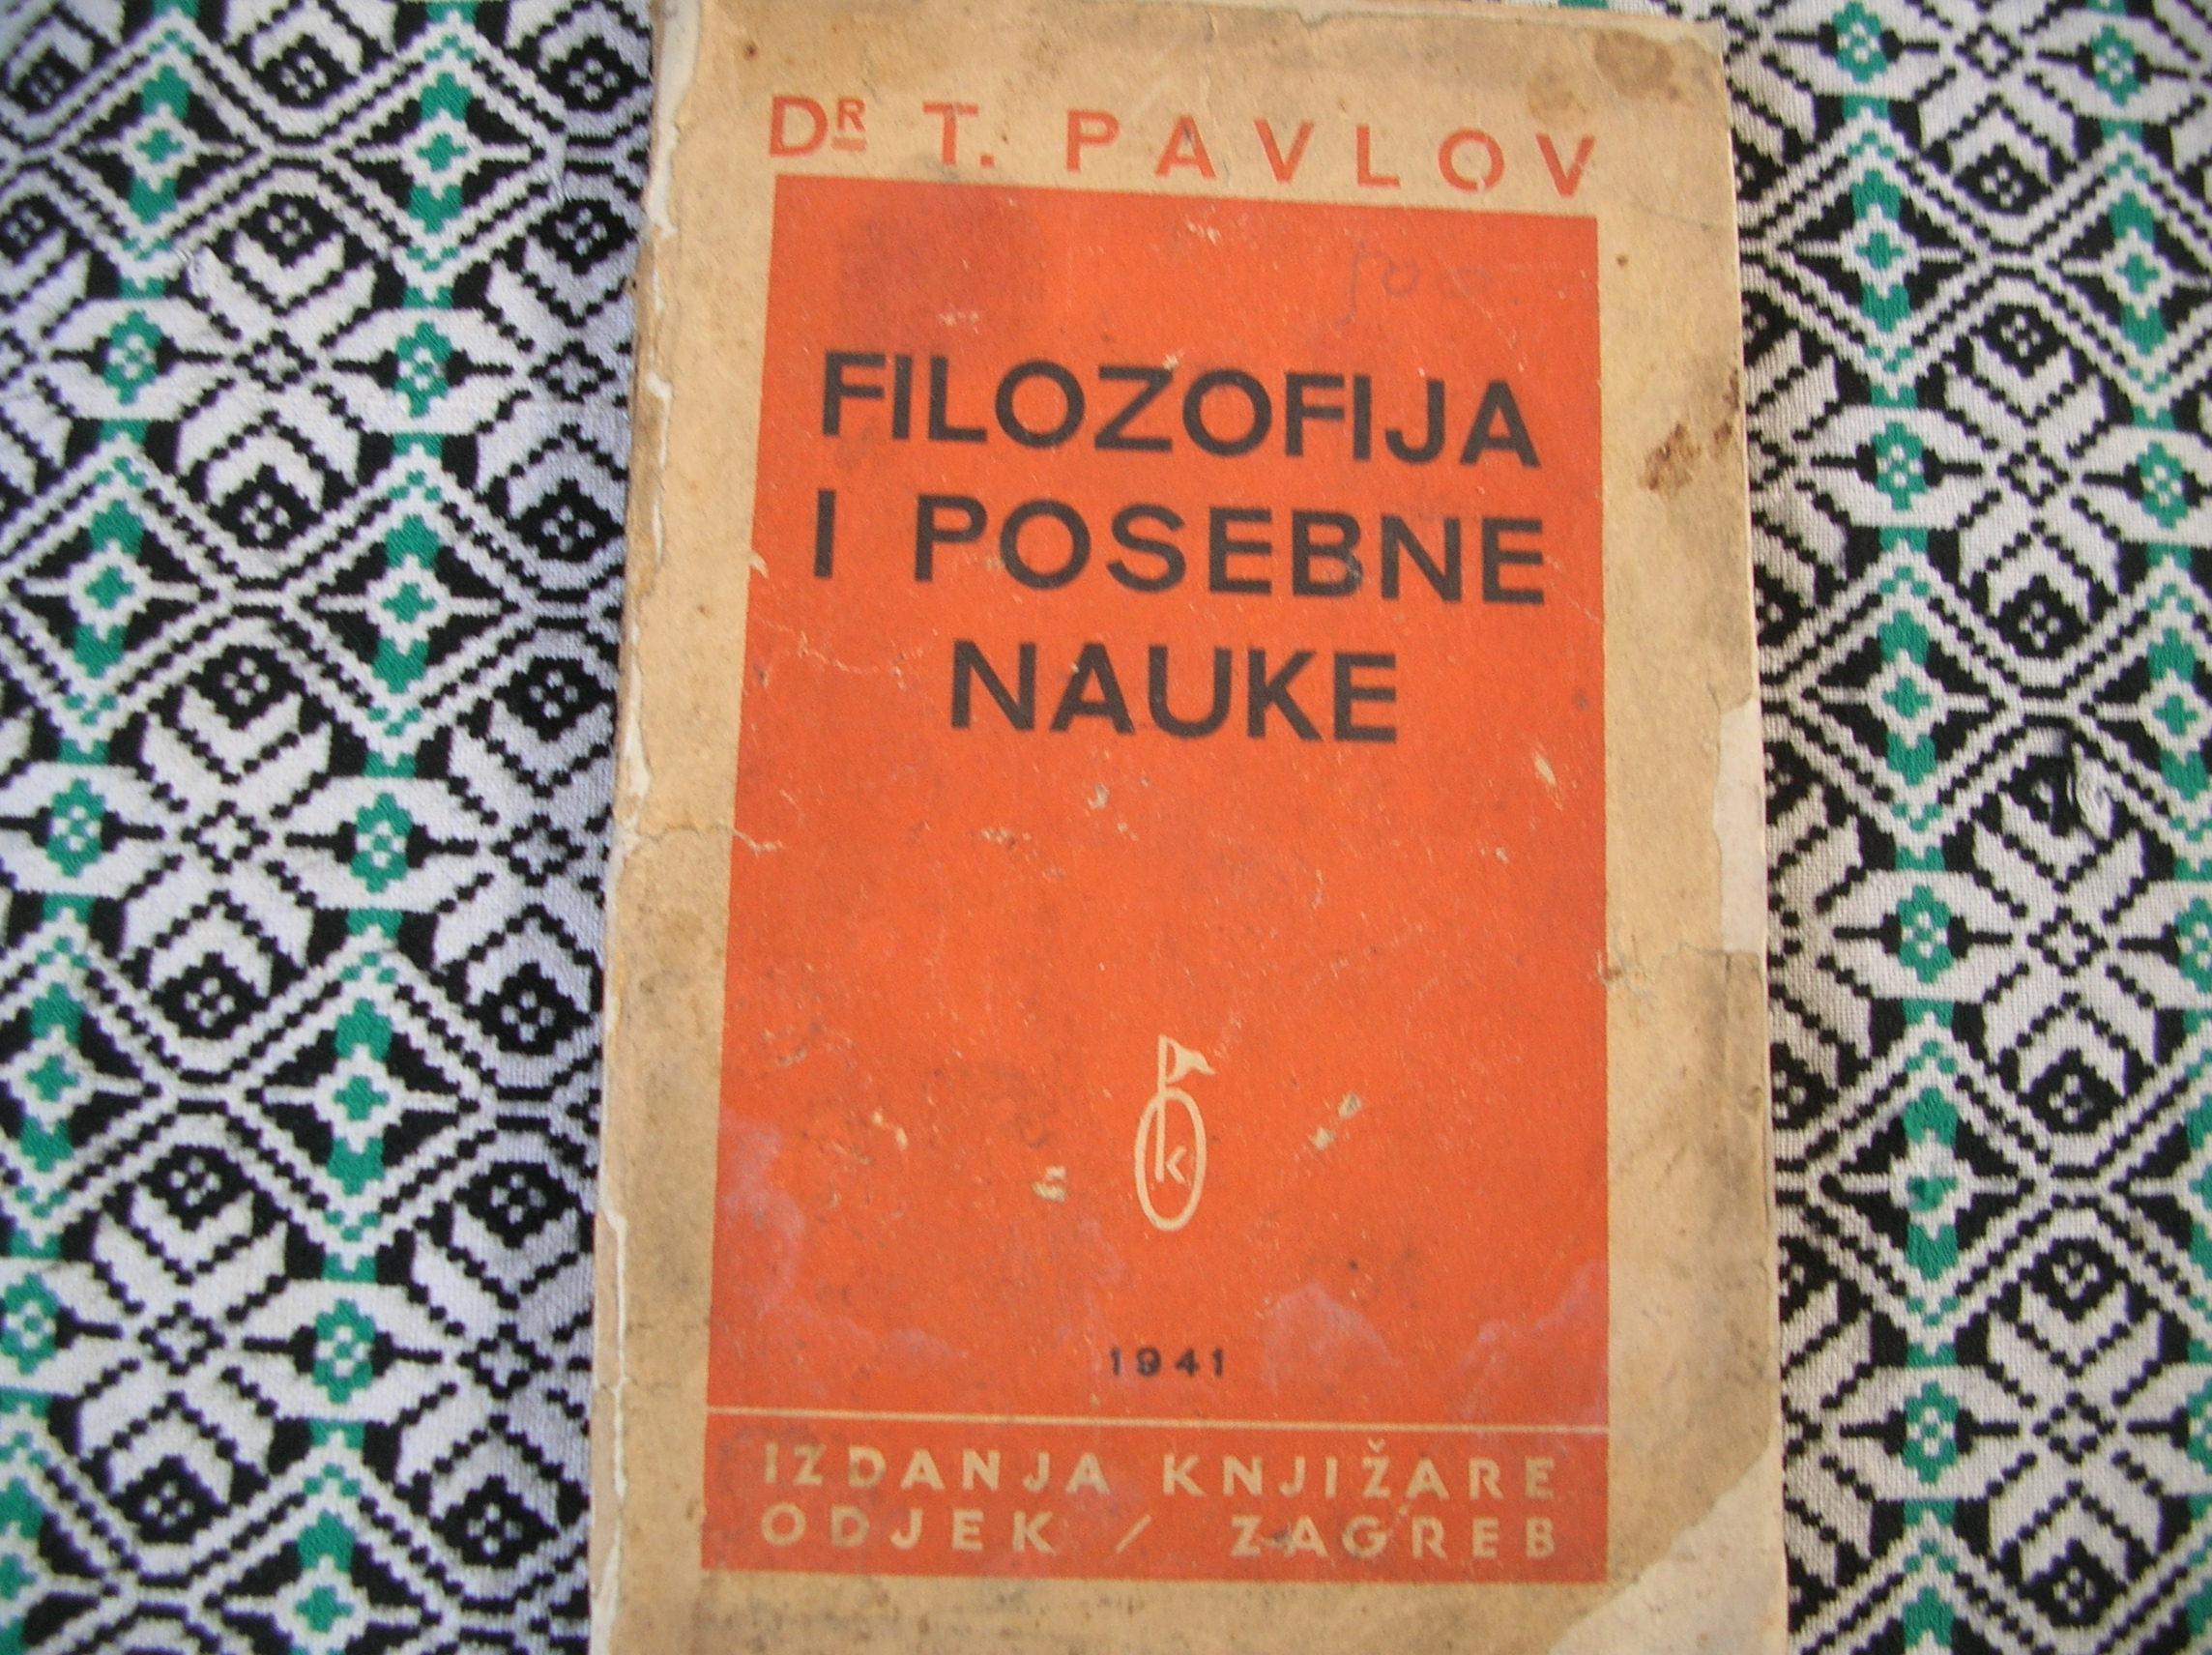 DR T. PAVLOV
FILOZOFIJA
I POSEBNE
NAUKE
k
1941
IZDANJA KNJIŽARE
ODJEK / ZAGREB